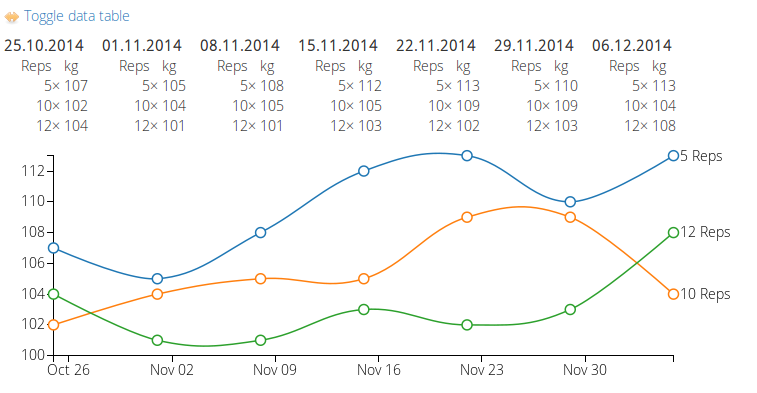 Toggle data table
25.10.2014 01.11.2014 08.11.2014 15.11.2014 22.11.2014 29.11.2014 06.12.2014
Reps kg Reps kg Reps kg Reps kg Reps kg Reps kg Reps kg
5× 107 5× 105 5× 108 5× 112 5× 113 5× 110 5× 113
10× 102 10× 104 10× 105 10× 105 10× 109 10× 109 10× 104
12× 104 12× 101 12× 101 12× 103 12× 102 12× 103 12× 108
5 Reps
112
110
108
12 Reps
106
104
10 Reps
102
100
Oct 26 Nov 02 Nov 09 Nov 16 Nov 23 Nov 30